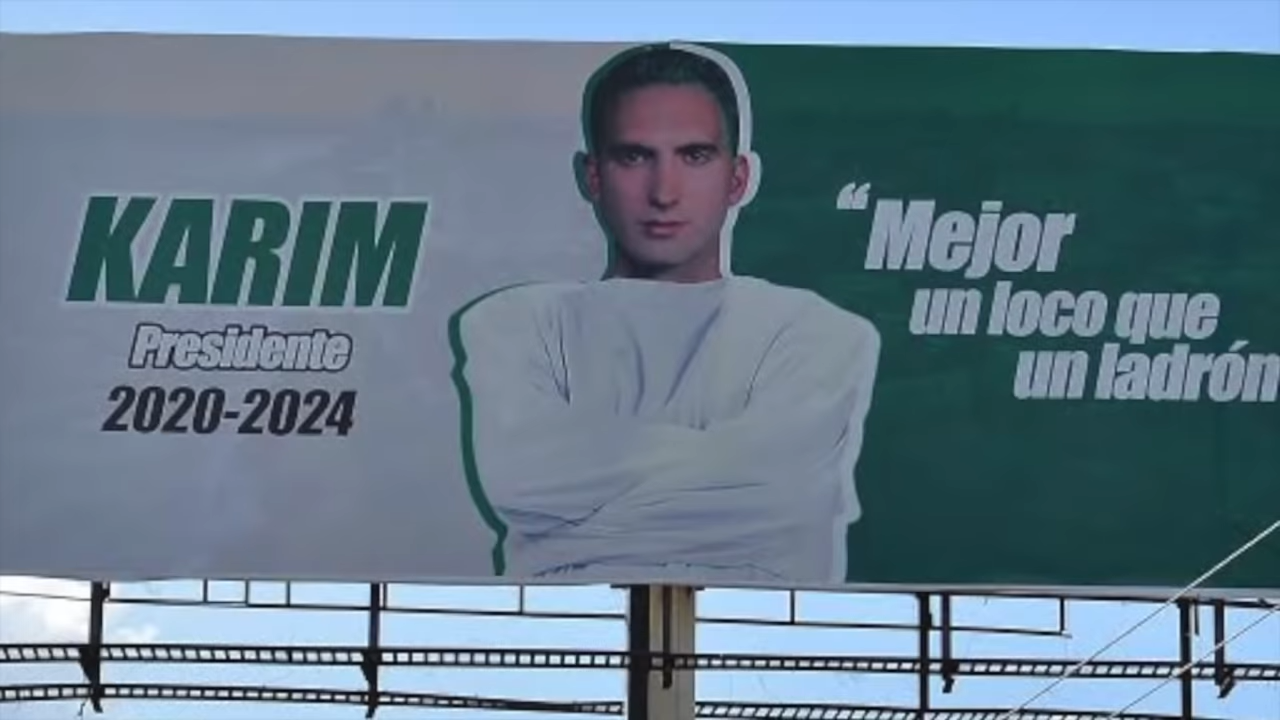 KARIM
Presidente
2020-2024
“Mejor
un loco que
un ladrón